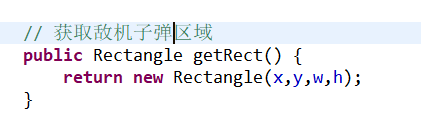 // 获取敌机子弹区域
public Rectangle getRect() {
    return new Rectangle(x,y,w,h);
}